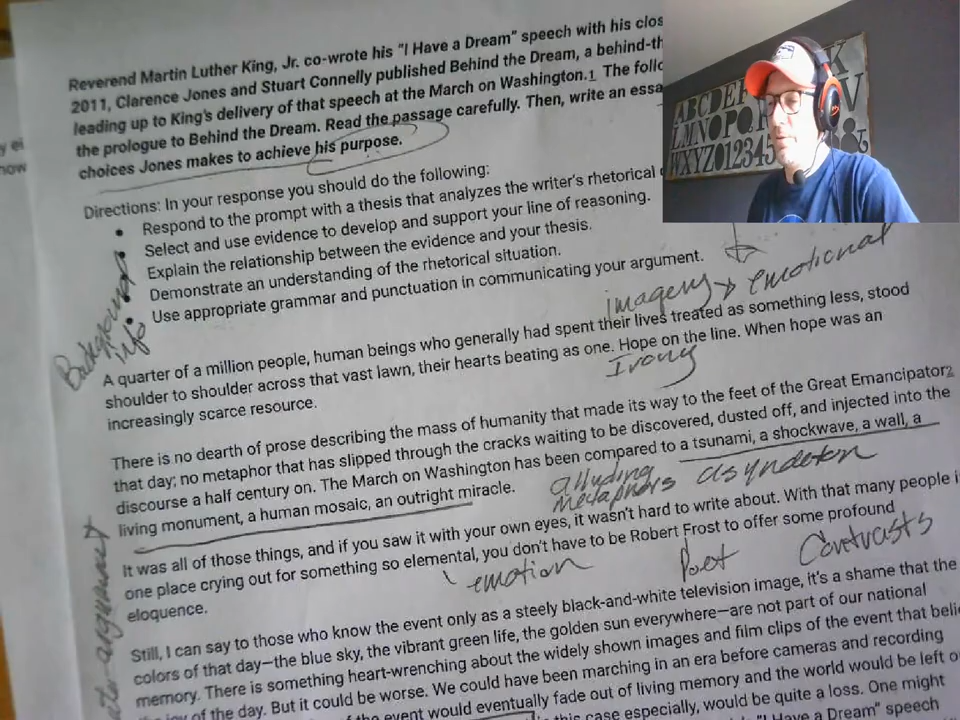 Reverend Martin Luther King, Jr. co-wrote his "I Have a Dream" speech with his clos
2011, Clarence Jones and Stuart Connelly published Behind the Dream, a behind-th
leading up to King's delivery of that speech at the March on Washington.1 The follo
the prologue to Behind the Dream. Read the passage carefully. Then, write an essa
choices Jones makes to achieve his purpose.
Directions: In your response you should do the following:
• Respond to the prompt with a thesis that analyzes the writer's rhetorical
Select and use evidence to develop and support your line of reasoning.
Explain the relationship between the evidence and your thesis.
Demonstrate an understanding of the rhetorical situation.
Use appropriate grammar and punctuation in communicating your argument.
Background
info
imagery → emotional
A quarter of a million people, human beings who generally had spent their lives treated as something less, stood
shoulder to shoulder across that vast lawn, their hearts beating as one. Hope on the line. When hope was an
increasingly scarce resource.
Irony
There is no dearth of prose describing the mass of humanity that made its way to the feet of the Great Emancipator2
that day; no metaphor that has slipped through the cracks waiting to be discovered, dusted off, and injected into the
discourse a half century on. The March on Washington has been compared to a tsunami, a shockwave, a wall, a
living monument, a human mosaic, an outright miracle.
alluding
metaphors asyndeton
It was all of those things, and if you saw it with your own eyes, it wasn't hard to write about. With that many people i
one place crying out for something so elemental, you don't have to be Robert Frost to offer some profound
eloquence.
emotion Poet Contrasts
Still, I can say to those who know the event only as a steely black-and-white television image, it's a shame that the
colors of that day—the blue sky, the vibrant green life, the golden sun everywhere—are not part of our national
memory. There is something heart-wrenching about the widely shown images and film clips of the event that beli
joy of the day. But it could be worse. We could have been marching in an era before cameras and recording
the event would eventually fade out of living memory and the world would be left o
this case especially, would be quite a loss. One might
"I Have a Dream" speech
ABCDEF
LMNOPQ
WXYZ012345
&